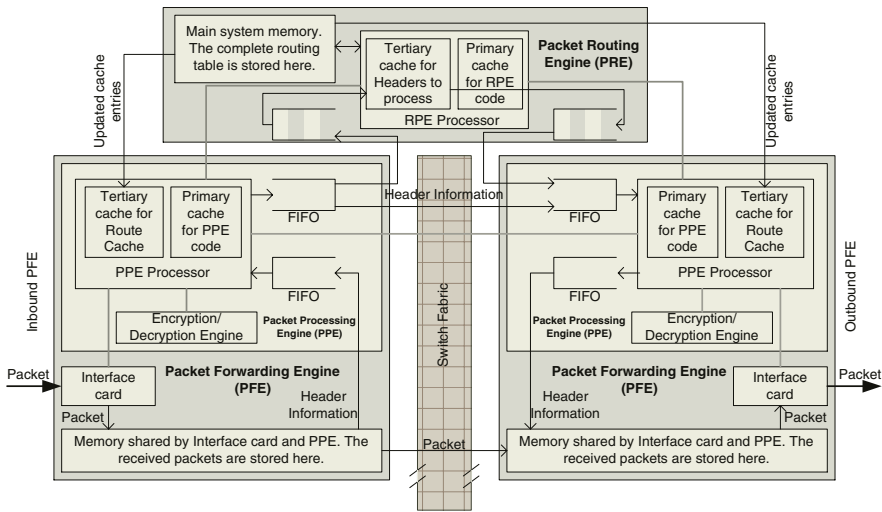 Main system memory.
The complete routing
table is stored here.
Tertiary
cache for
Headers to
process
Primary
cache
for RPE
code
RPE Processor
Packet Routing
Engine (PRE)
Updated cache
entries
Updated cache
entries
Tertiary
cache for
Route
Cache
Primary
cache
for PPE
code
PPE Processor
FIFO
FIFO
Encryption/
Decryption Engine
Packet Processing
Engine (PPE)
Inbound PFE
Header Information
Switch Fabric
FIFO
FIFO
Primary
cache
for PPE
code
Tertiary
cache for
Route
Cache
PPE Processor
Packet Processing
Engine (PPE)
Encryption/
Decryption Engine
Outbound PFE
Packet
Interface
card
Packet
Packet Forwarding Engine
(PFE)
Header
Information
Memory shared by Interface card and PPE. The
received packets are stored here.
Packet
Packet Forwarding Engine
(PFE)
Header
Information
Interface
card
Packet
Packet
Memory shared by Interface card and PPE. The
received packets are stored here.